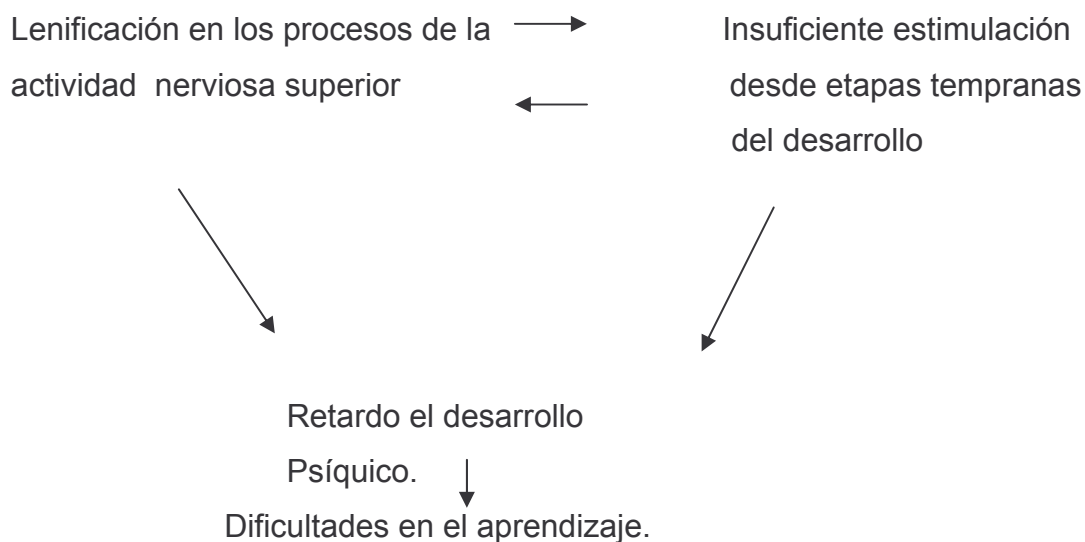 Lenificación en los procesos de la
actividad nerviosa superior
Insuficiente estimulación
desde etapas tempranas
del desarrollo
Retardo el desarrollo
Psíquico.
Dificultades en el aprendizaje.